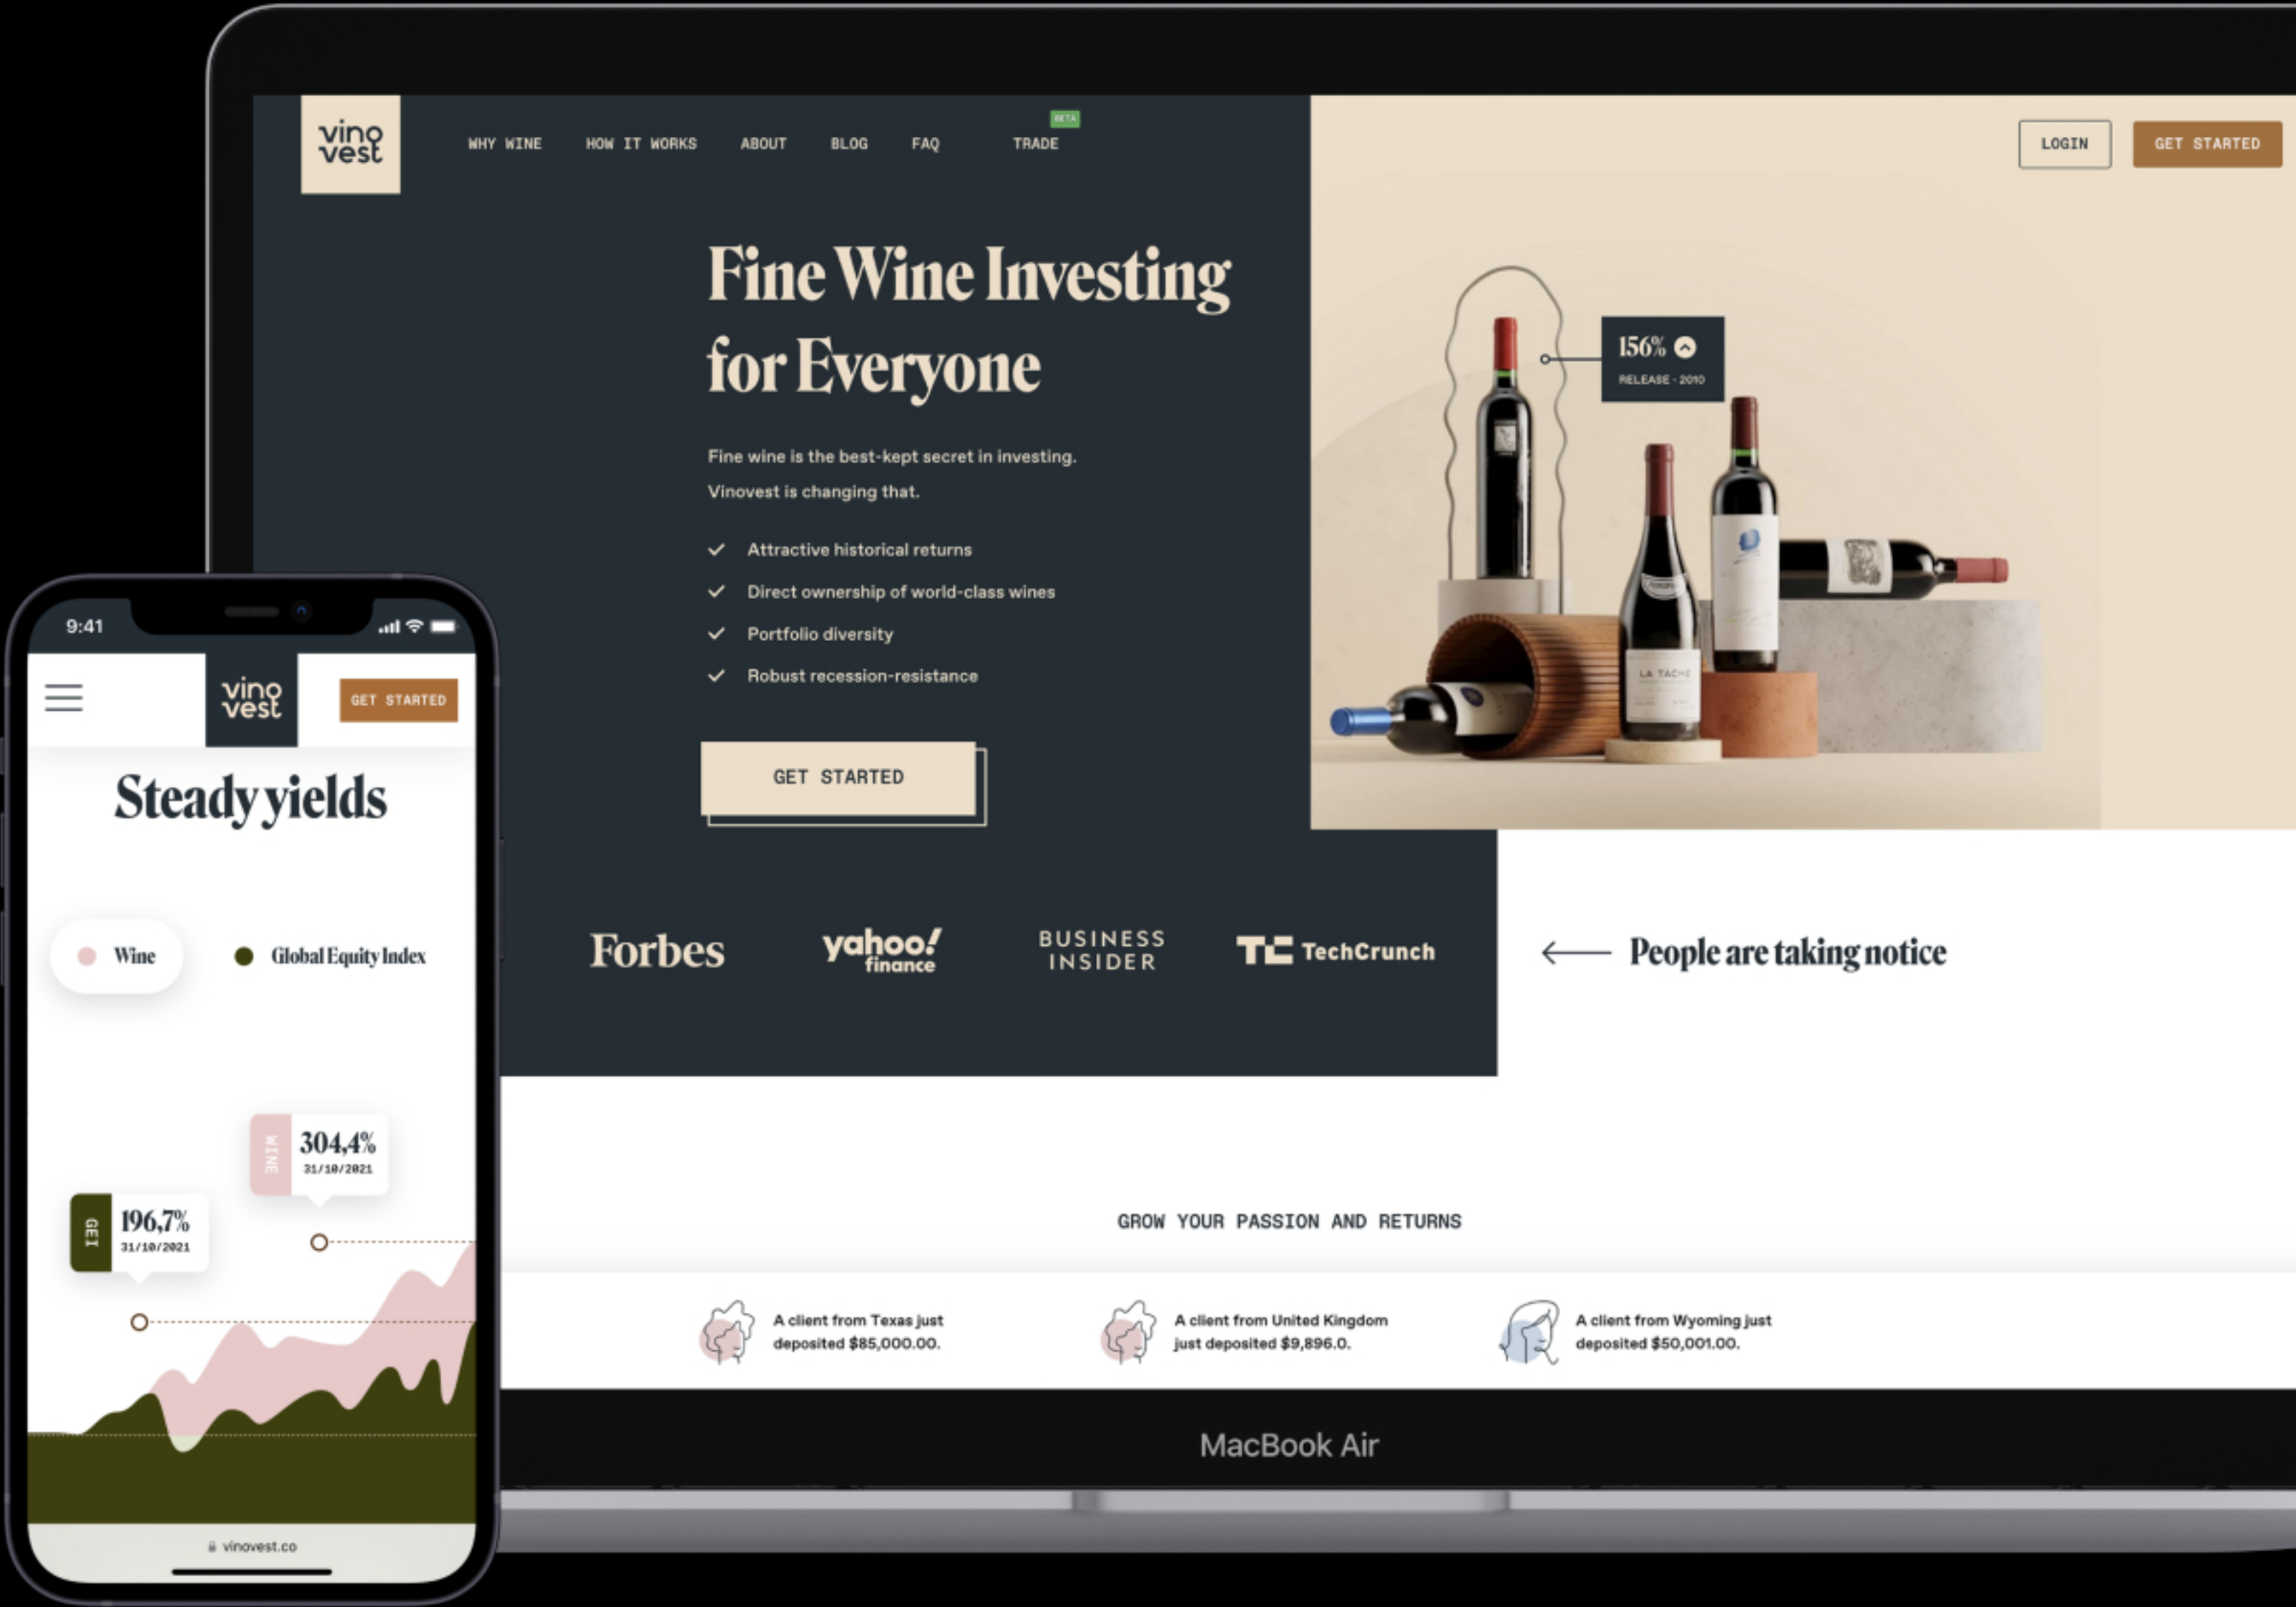 vino
vest
WHY WINE
HOW IT WORKS
ABOUT
BLOG
FAQ
TRADE
BETA
LOGIN
GET STARTED
Fine Wine Investing
for Everyone
Fine wine is the best-kept secret in investing.
Vinovest is changing that.
Attractive historical returns
Direct ownership of world-class wines
Portfolio diversity
Robust recession-resistance
GET STARTED
156%
RELEASE - 2010
LA TÂCHE
Forbes
yahoo!
finance
BUSINESS
INSIDER
TC TechCrunch
People are taking notice
GROW YOUR PASSION AND RETURNS
A client from Texas just
deposited $85,000.00.
A client from United Kingdom
just deposited $9,896.0.
A client from Wyoming just
deposited $50,001.00.
MacBook Air
9:41
vino
vest
GET STARTED
Steady yields
Wine
Global Equity Index
WINE
304,4%
31/10/2021
GEI
196,7%
31/10/2021
vinovest.co